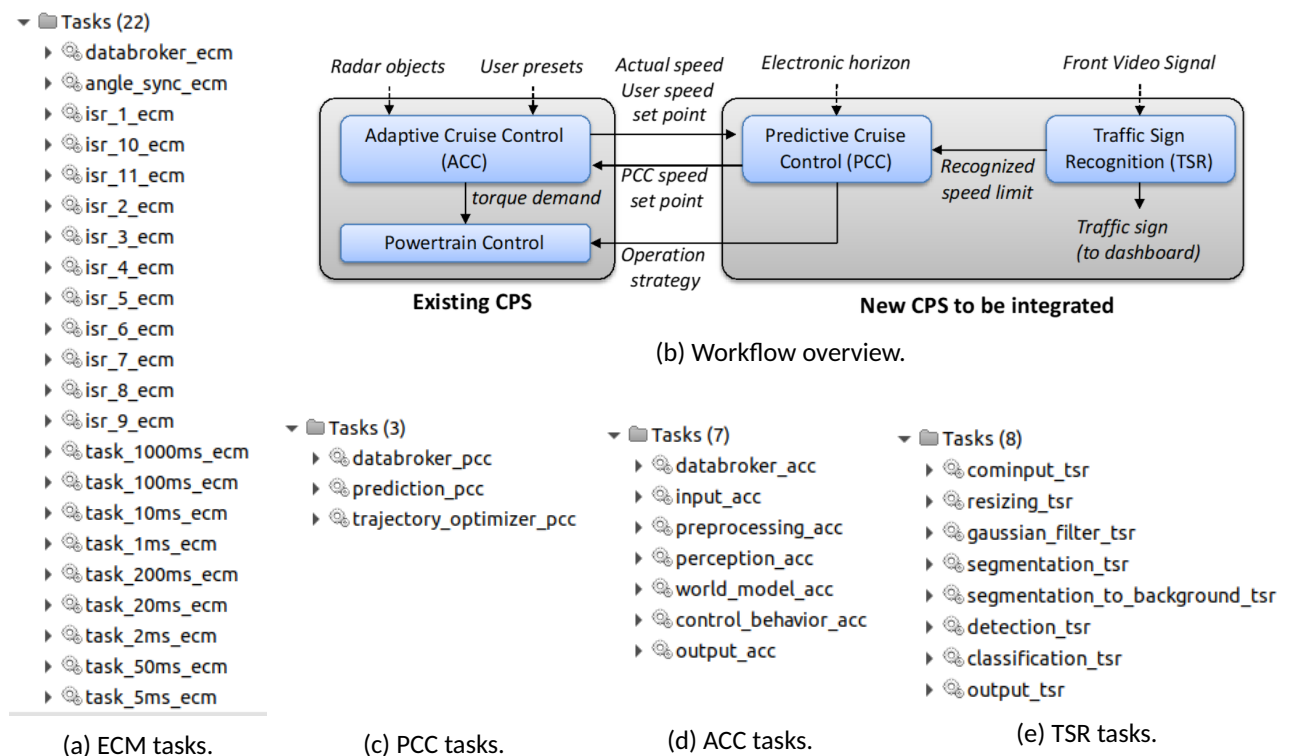 Tasks (22)
databroker_ecm
angle_sync_ecm
isr_1_ecm
isr_10_ecm
isr_11_ecm
isr_2_ecm
isr_3_ecm
isr_4_ecm
isr_5_ecm
isr_6_ecm
isr_7_ecm
isr_8_ecm
isr_9_ecm
task_1000ms_ecm
task_100ms_ecm
task_10ms_ecm
task_1ms_ecm
task_200ms_ecm
task_20ms_ecm
task_2ms_ecm
task_50ms_ecm
task_5ms_ecm
(a) ECM tasks.
Radar objects
User presets
Actual speed
User speed
set point
Electronic horizon
Front Video Signal
Adaptive Cruise Control
(ACC)
Predictive Cruise
Control (PCC)
Traffic Sign
Recognition (TSR)
PCC speed
set point
Recognized
speed limit
torque demand
Powertrain Control
Operation
strategy
Traffic sign
(to dashboard)
Existing CPS
New CPS to be integrated
(b) Workflow overview.
Tasks (3)
databroker_pcc
prediction_pcc
trajectory_optimizer_pcc
(c) PCC tasks.
Tasks (7)
databroker_acc
input_acc
preprocessing_acc
perception_acc
world_model_acc
control_behavior_acc
output_acc
(d) ACC tasks.
Tasks (8)
cominput_tsr
resizing_tsr
gaussian_filter_tsr
segmentation_tsr
segmentation_to_background_tsr
detection_tsr
classification_tsr
output_tsr
(e) TSR tasks.